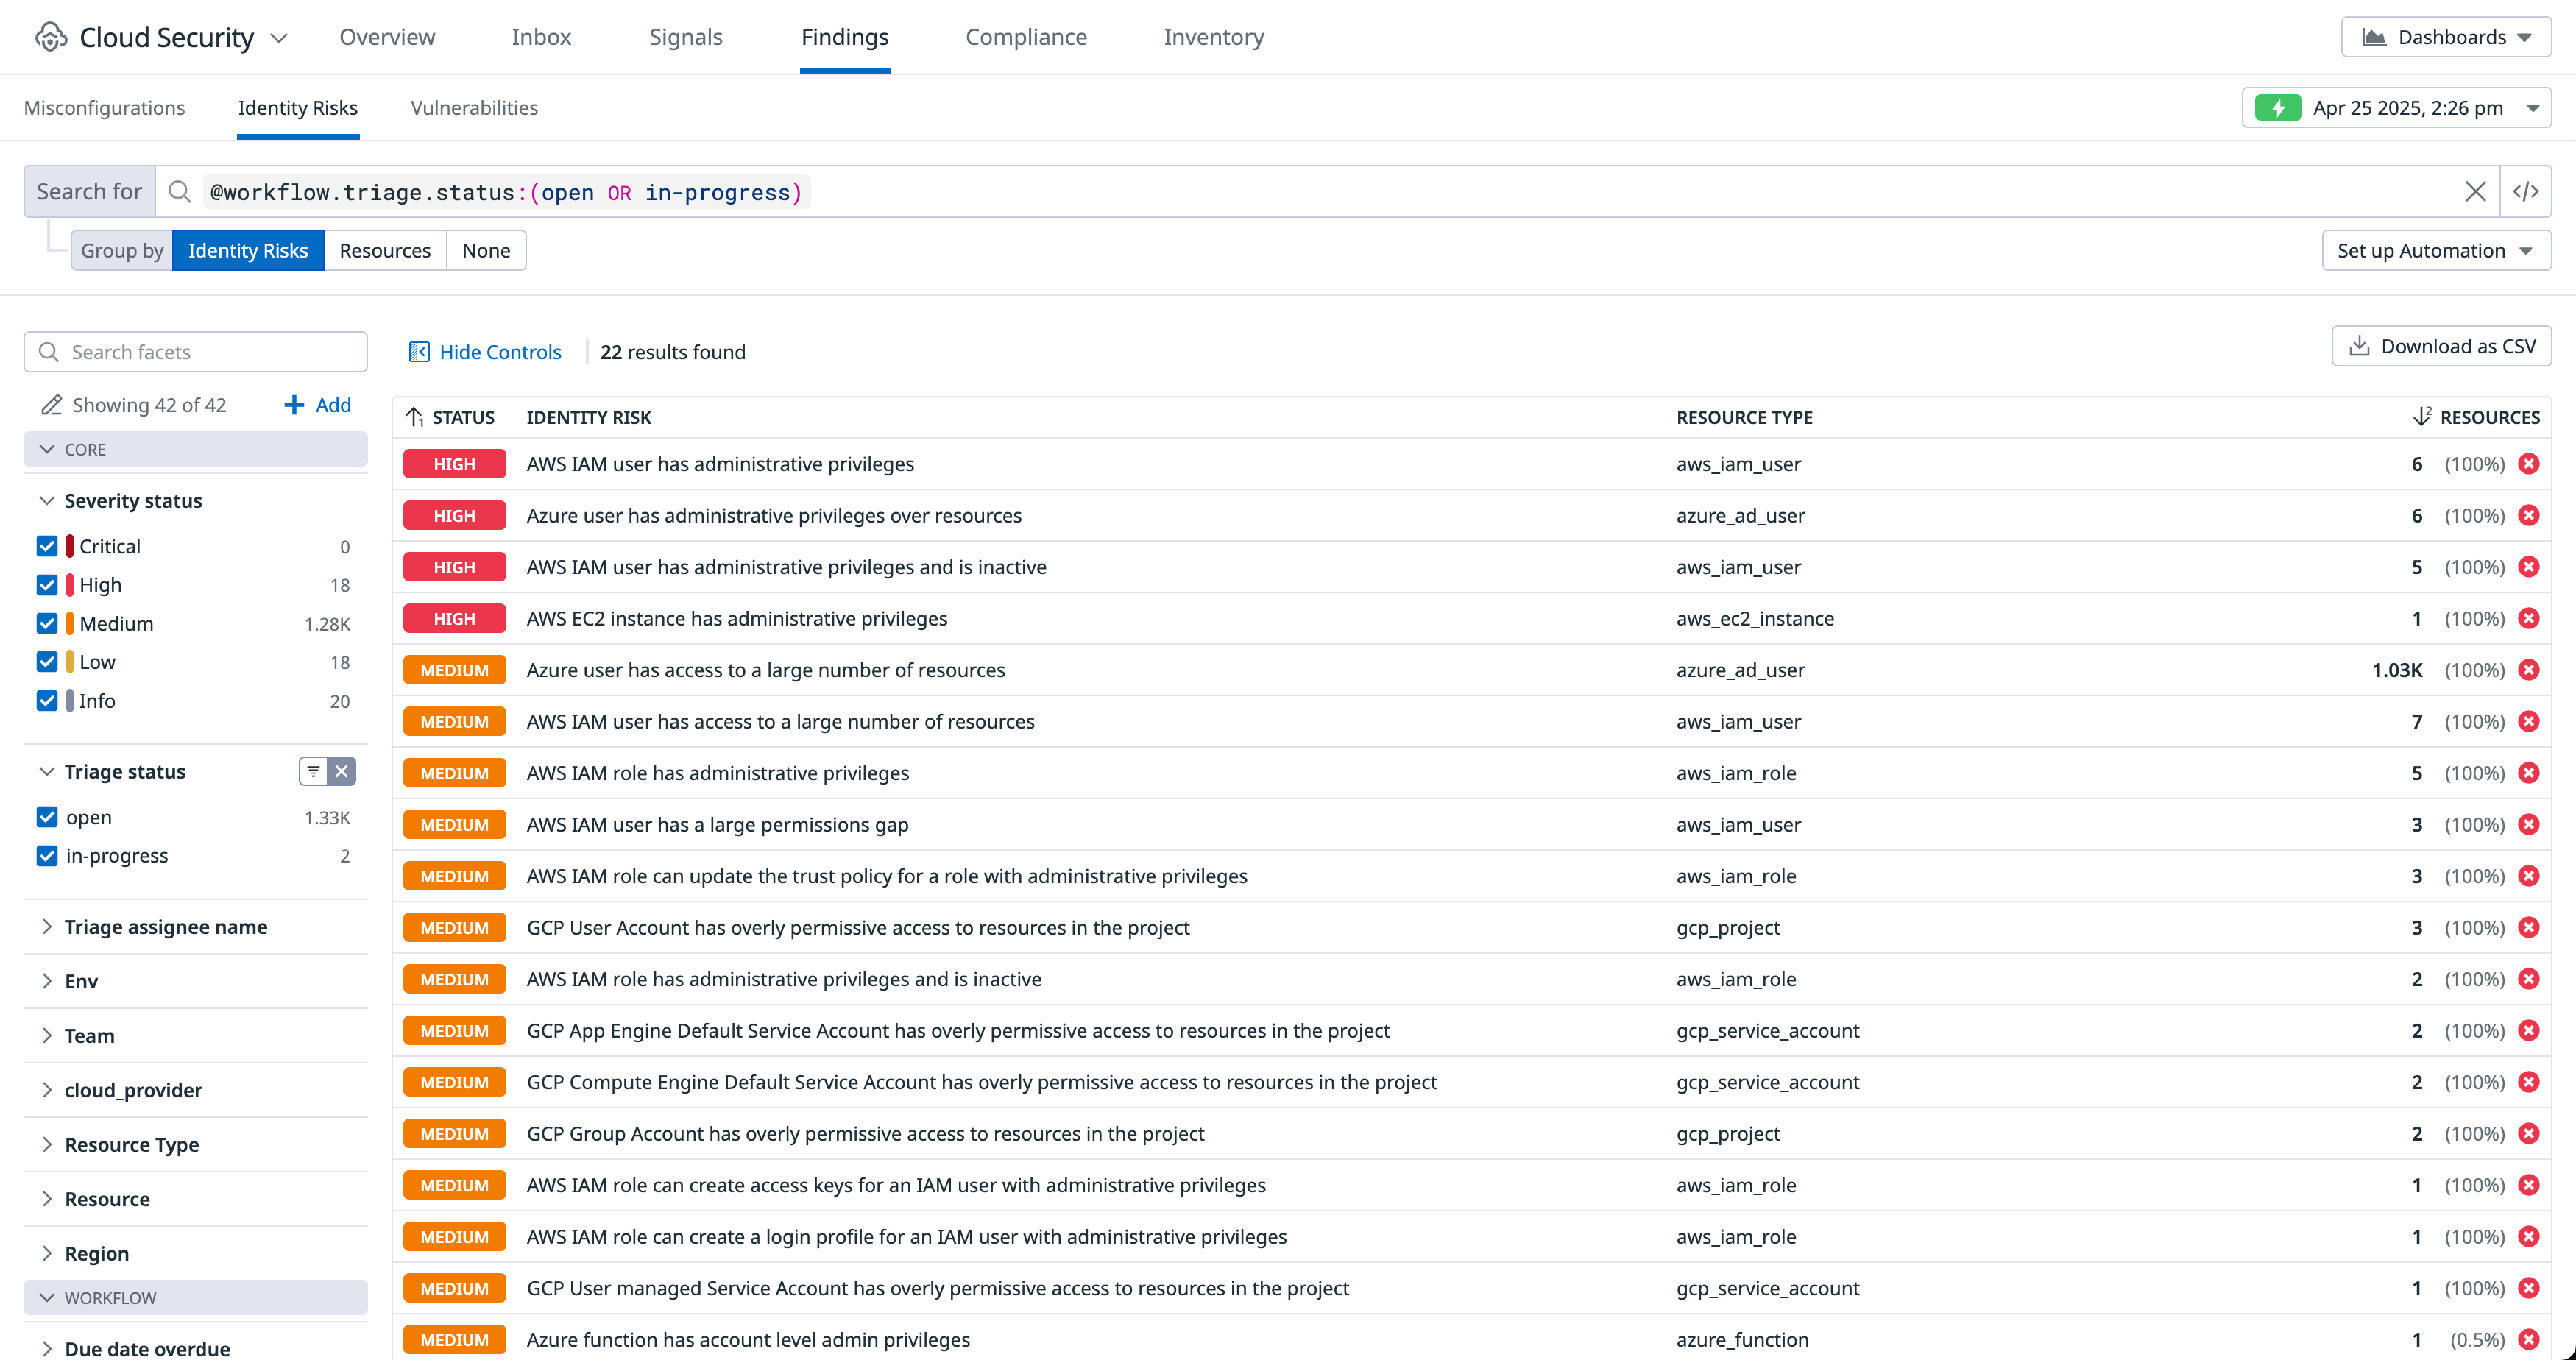 Cloud Security Overview Inbox Signals Findings Compliance Inventory Dashboards
Misconfigurations Identity Risks Vulnerabilities Apr 25 2025, 2:26 pm
Search for @workflow.triage.status:(open OR in-progress) </>
Group by Identity Risks Resources None Set up Automation
Search facets
Hide Controls 22 results found Download as CSV
Showing 42 of 42 Add
CORE
Severity status
Critical 0
High 18
Medium 1.28K
Low 18
Info 20
Triage status
open 1.33K
in-progress 2
Triage assignee name
Env
Team
cloud_provider
Resource Type
Resource
Region
WORKFLOW
Due date overdue
1 STATUS IDENTITY RISK RESOURCE TYPE 2 RESOURCES
HIGH AWS IAM user has administrative privileges aws_iam_user 6 (100%)
HIGH Azure user has administrative privileges over resources azure_ad_user 6 (100%)
HIGH AWS IAM user has administrative privileges and is inactive aws_iam_user 5 (100%)
HIGH AWS EC2 instance has administrative privileges aws_ec2_instance 1 (100%)
MEDIUM Azure user has access to a large number of resources azure_ad_user 1.03K (100%)
MEDIUM AWS IAM user has access to a large number of resources aws_iam_user 7 (100%)
MEDIUM AWS IAM role has administrative privileges aws_iam_role 5 (100%)
MEDIUM AWS IAM user has a large permissions gap aws_iam_user 3 (100%)
MEDIUM AWS IAM role can update the trust policy for a role with administrative privileges aws_iam_role 3 (100%)
MEDIUM GCP User Account has overly permissive access to resources in the project gcp_project 3 (100%)
MEDIUM AWS IAM role has administrative privileges and is inactive aws_iam_role 2 (100%)
MEDIUM GCP App Engine Default Service Account has overly permissive access to resources in the project gcp_service_account 2 (100%)
MEDIUM GCP Compute Engine Default Service Account has overly permissive access to resources in the project gcp_service_account 2 (100%)
MEDIUM GCP Group Account has overly permissive access to resources in the project gcp_project 2 (100%)
MEDIUM AWS IAM role can create access keys for an IAM user with administrative privileges aws_iam_role 1 (100%)
MEDIUM AWS IAM role can create a login profile for an IAM user with administrative privileges aws_iam_role 1 (100%)
MEDIUM GCP User managed Service Account has overly permissive access to resources in the project gcp_service_account 1 (100%)
MEDIUM Azure function has account level admin privileges azure_function 1 (0.5%)